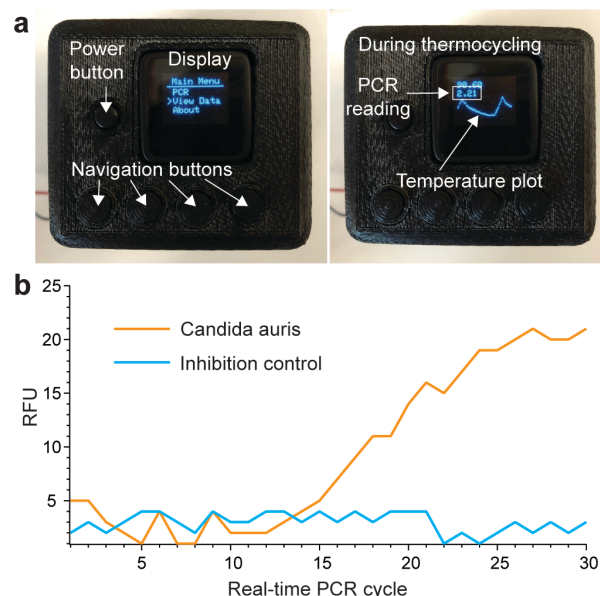 a
Power
button
Display
Main Menu
PCR
View Data
About
Navigation buttons
During thermocycling
90.60
2.21
PCR
reading
Temperature plot
b
25
20
15
10
5
RFU
Candida auris
Inhibition control
5
10
15
20
25
30
Real-time PCR cycle